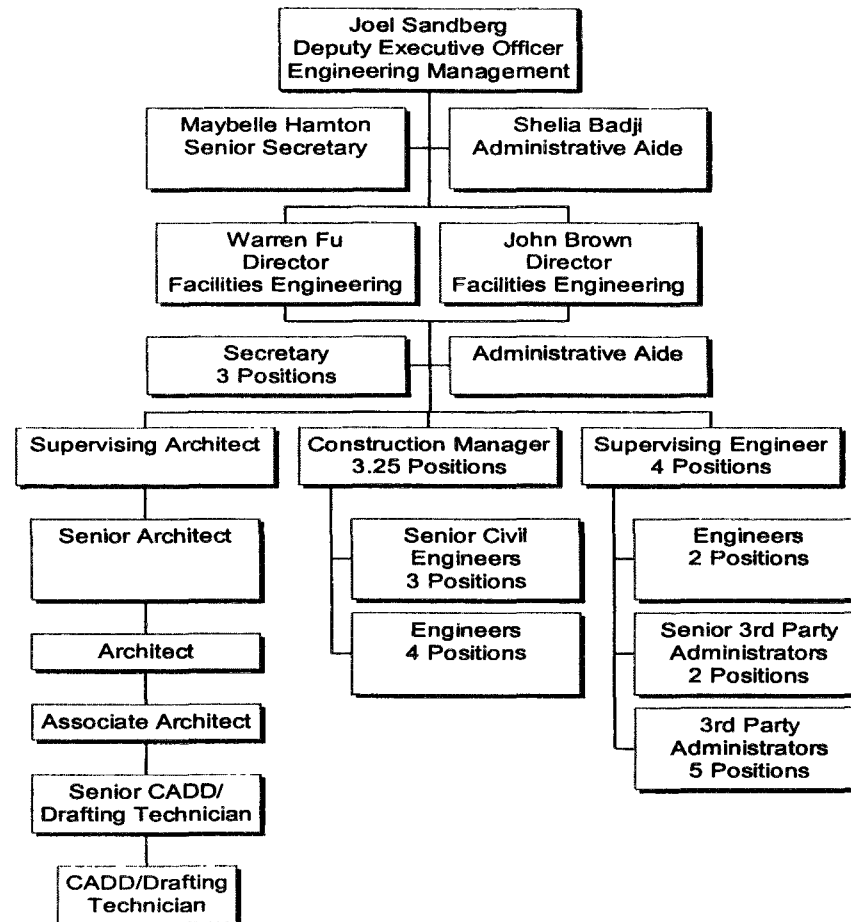 Joel Sandberg
Deputy Executive Officer
Engineering Management
Maybelle Hamton
Senior Secretary
Shelia Badji
Administrative Aide
Warren Fu
Director
Facilities Engineering
John Brown
Director
Facilities Engineering
Secretary
3 Positions
Administrative Aide
Supervising Architect
Construction Manager
3.25 Positions
Supervising Engineer
4 Positions
Senior Architect
Senior Civil
Engineers
3 Positions
Engineers
2 Positions
Architect
Engineers
4 Positions
Senior 3rd Party
Administrators
2 Positions
Associate Architect
3rd Party
Administrators
5 Positions
Senior CADD/
Drafting Technician
CADD/Drafting
Technician